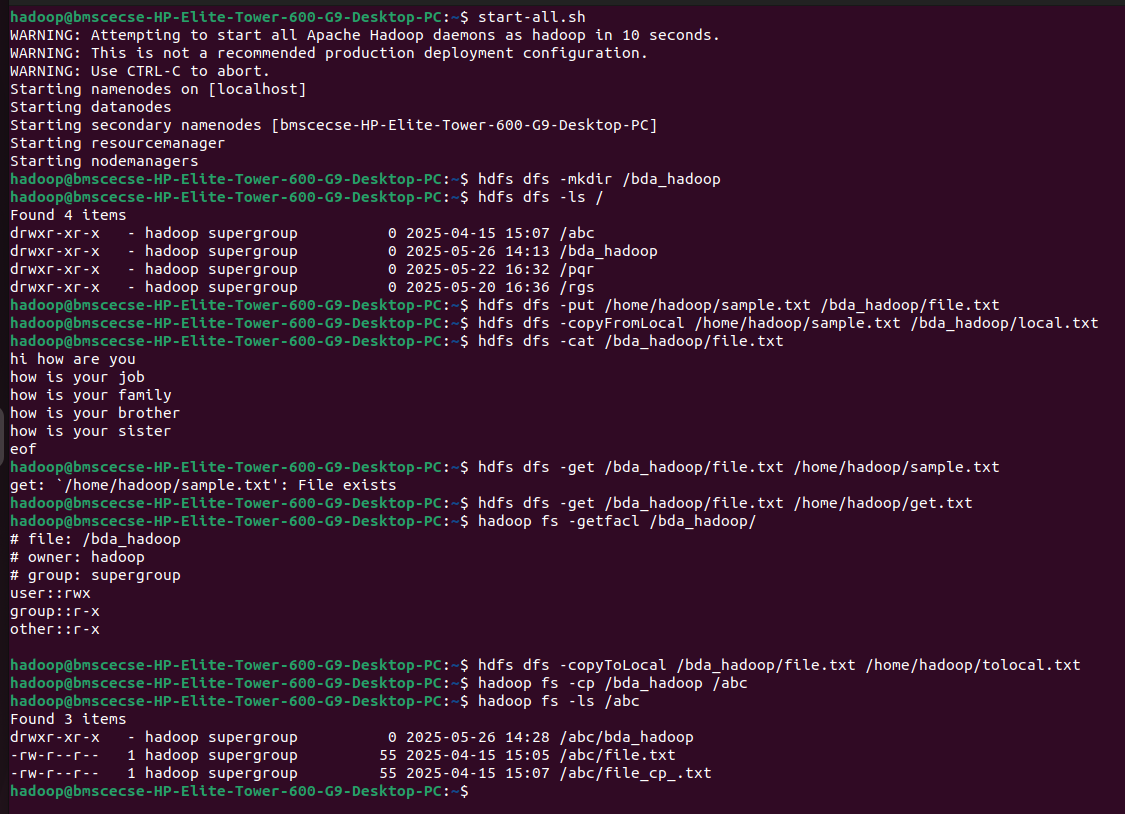 hadoop@bmscecse-HP-Elite-Tower-600-G9-Desktop-PC:~$ start-all.sh
WARNING: Attempting to start all Apache Hadoop daemons as hadoop in 10 seconds.
WARNING: This is not a recommended production deployment configuration.
WARNING: Use CTRL-C to abort.
Starting namenodes on [localhost]
Starting datanodes
Starting secondary namenodes [bmscecse-HP-Elite-Tower-600-G9-Desktop-PC]
Starting resourcemanager
Starting nodemanagers
hadoop@bmscecse-HP-Elite-Tower-600-G9-Desktop-PC:~$ hdfs dfs -mkdir /bda_hadoop
hadoop@bmscecse-HP-Elite-Tower-600-G9-Desktop-PC:~$ hdfs dfs -ls /
Found 4 items
drwxr-xr-x   - hadoop supergroup          0 2025-04-15 15:07 /abc
drwxr-xr-x   - hadoop supergroup          0 2025-05-26 14:13 /bda_hadoop
drwxr-xr-x   - hadoop supergroup          0 2025-05-22 16:32 /pqr
drwxr-xr-x   - hadoop supergroup          0 2025-05-20 16:36 /rgs
hadoop@bmscecse-HP-Elite-Tower-600-G9-Desktop-PC:~$ hdfs dfs -put /home/hadoop/sample.txt /bda_hadoop/file.txt
hadoop@bmscecse-HP-Elite-Tower-600-G9-Desktop-PC:~$ hdfs dfs -copyFromLocal /home/hadoop/sample.txt /bda_hadoop/local.txt
hadoop@bmscecse-HP-Elite-Tower-600-G9-Desktop-PC:~$ hdfs dfs -cat /bda_hadoop/file.txt
hi how are you
how is your job
how is your family
how is your brother
how is your sister
eof
hadoop@bmscecse-HP-Elite-Tower-600-G9-Desktop-PC:~$ hdfs dfs -get /bda_hadoop/file.txt /home/hadoop/sample.txt
get: `/home/hadoop/sample.txt': File exists
hadoop@bmscecse-HP-Elite-Tower-600-G9-Desktop-PC:~$ hdfs dfs -get /bda_hadoop/file.txt /home/hadoop/get.txt
hadoop@bmscecse-HP-Elite-Tower-600-G9-Desktop-PC:~$ hadoop fs -getfacl /bda_hadoop/
# file: /bda_hadoop
# owner: hadoop
# group: supergroup
user::rwx
group::r-x
other::r-x

hadoop@bmscecse-HP-Elite-Tower-600-G9-Desktop-PC:~$ hdfs dfs -copyToLocal /bda_hadoop/file.txt /home/hadoop/tolocal.txt
hadoop@bmscecse-HP-Elite-Tower-600-G9-Desktop-PC:~$ hadoop fs -cp /bda_hadoop /abc
hadoop@bmscecse-HP-Elite-Tower-600-G9-Desktop-PC:~$ hadoop fs -ls /abc
Found 3 items
drwxr-xr-x   - hadoop supergroup          0 2025-05-26 14:28 /abc/bda_hadoop
-rw-r--r--   1 hadoop supergroup         55 2025-04-15 15:05 /abc/file.txt
-rw-r--r--   1 hadoop supergroup         55 2025-04-15 15:07 /abc/file_cp_.txt
hadoop@bmscecse-HP-Elite-Tower-600-G9-Desktop-PC:~$